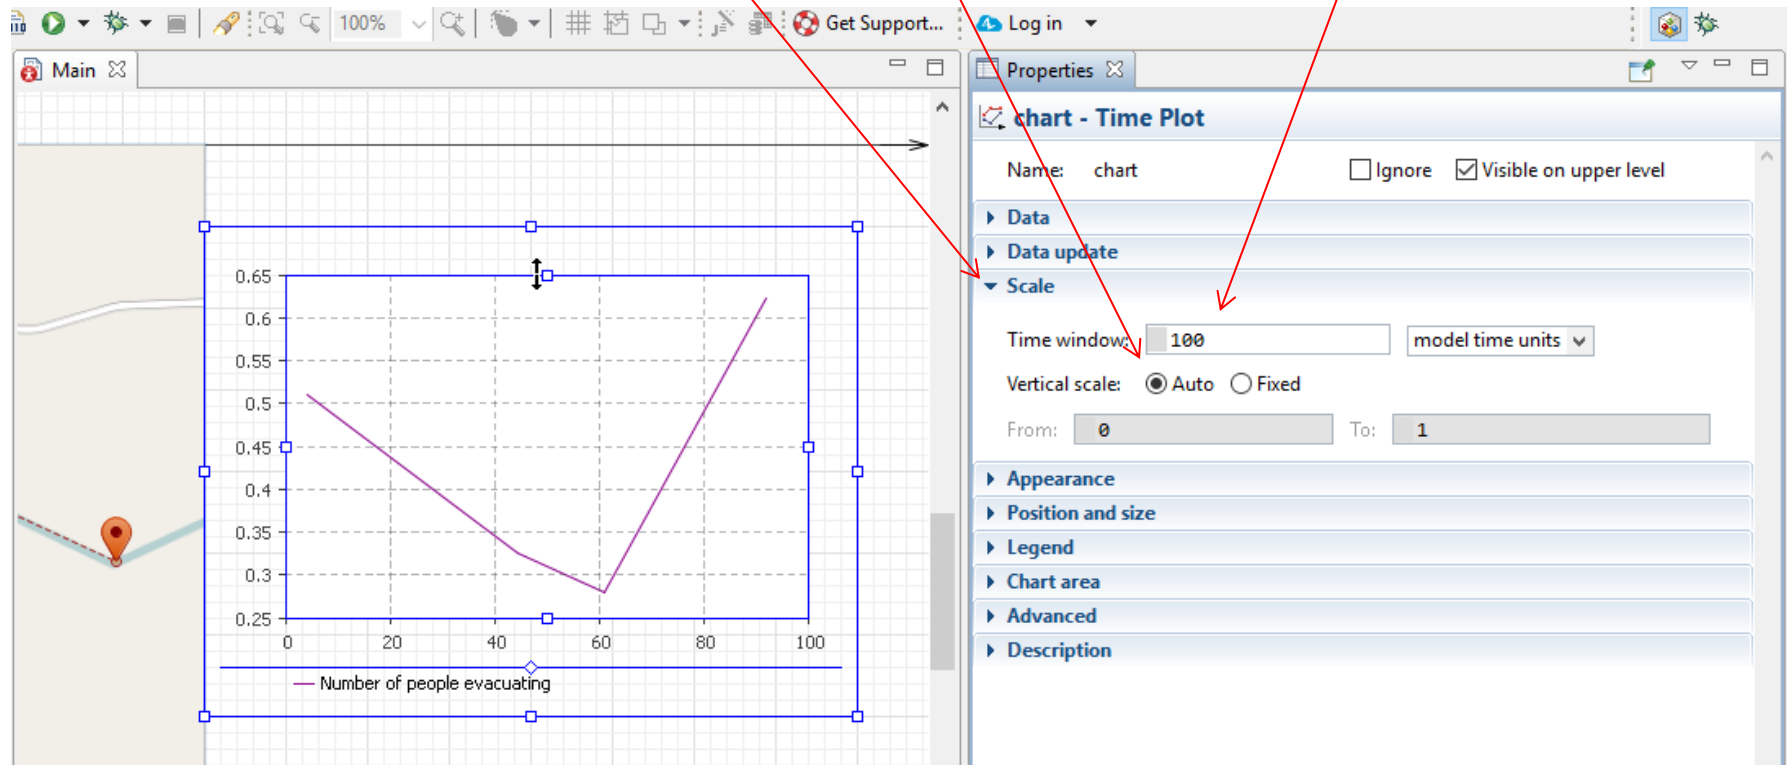 100% Get Support... Log in
Main
Properties
chart - Time Plot
Name: chart Ignore Visible on upper level
Data
Data update
Scale
Time window: 100 model time units
Vertical scale: Auto Fixed
From: 0 To: 1
Appearance
Position and size
Legend
Chart area
Advanced
Description
0.65
0.6
0.55
0.5
0.45
0.4
0.35
0.3
0.25
0 20 40 60 80 100
Number of people evacuating